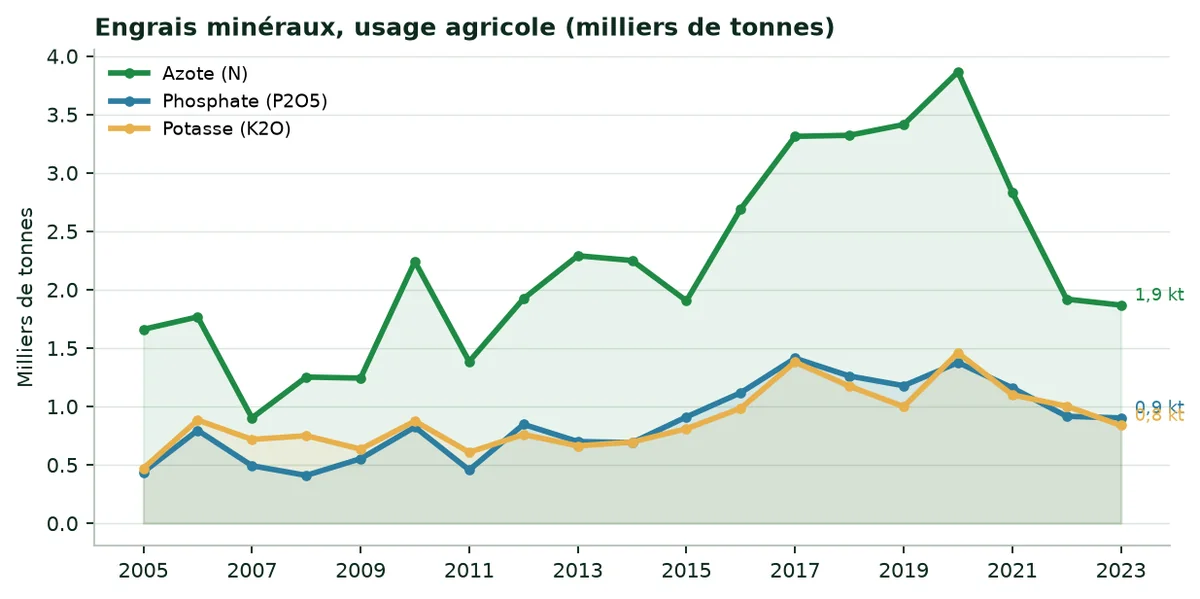 Engrais minéraux, usage agricole (milliers de tonnes)
Azote (N)
Phosphate (P2O5)
Potasse (K2O)
Milliers de tonnes
4.0
3.5
3.0
2.5
2.0
1.5
1.0
0.5
0.0
1,9 kt
0,9 kt
0,8 kt
2005 2007 2009 2011 2013 2015 2017 2019 2021 2023